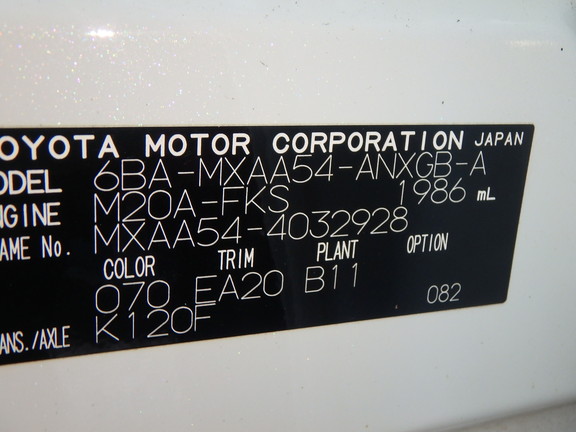 OYOTA MOTOR CORPORATION JAPAN
ODEL 6BA-MXAA54-ANXGB-A
NGINE M20A-FKS 1986 mL
AME No. MXAA54-4032928
COLOR TRIM PLANT OPTION
070 EA20 B11 082
ANS./AXLE K120F